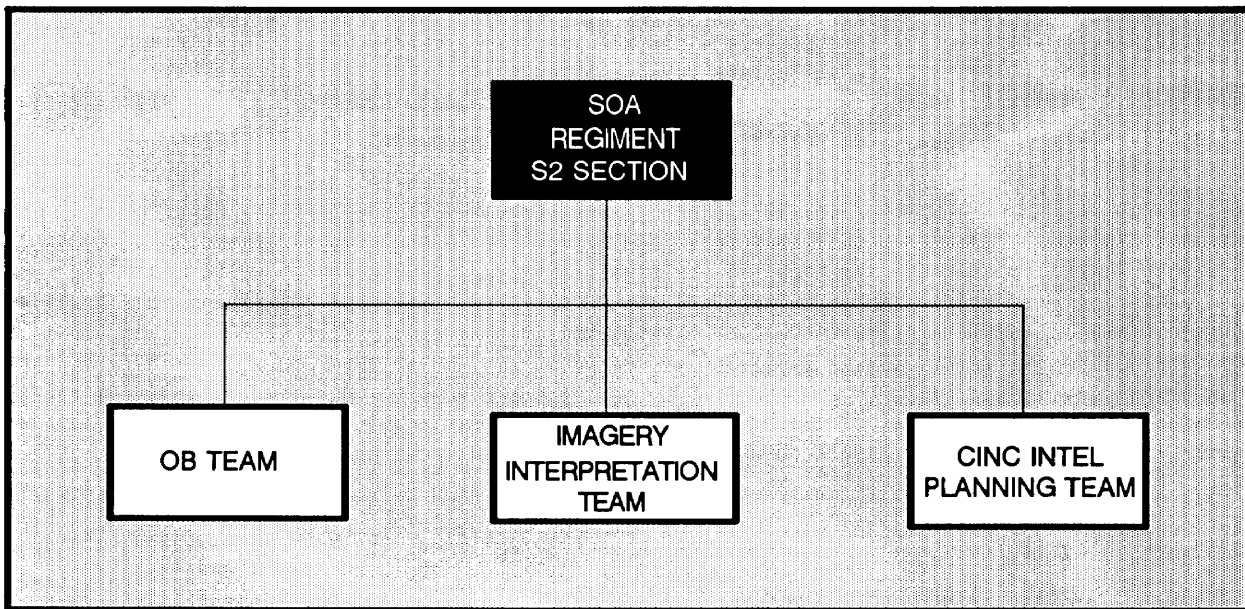 SOA
REGIMENT
S2 SECTION
OB TEAM
IMAGERY
INTERPRETATION
TEAM
CINC INTEL
PLANNING TEAM